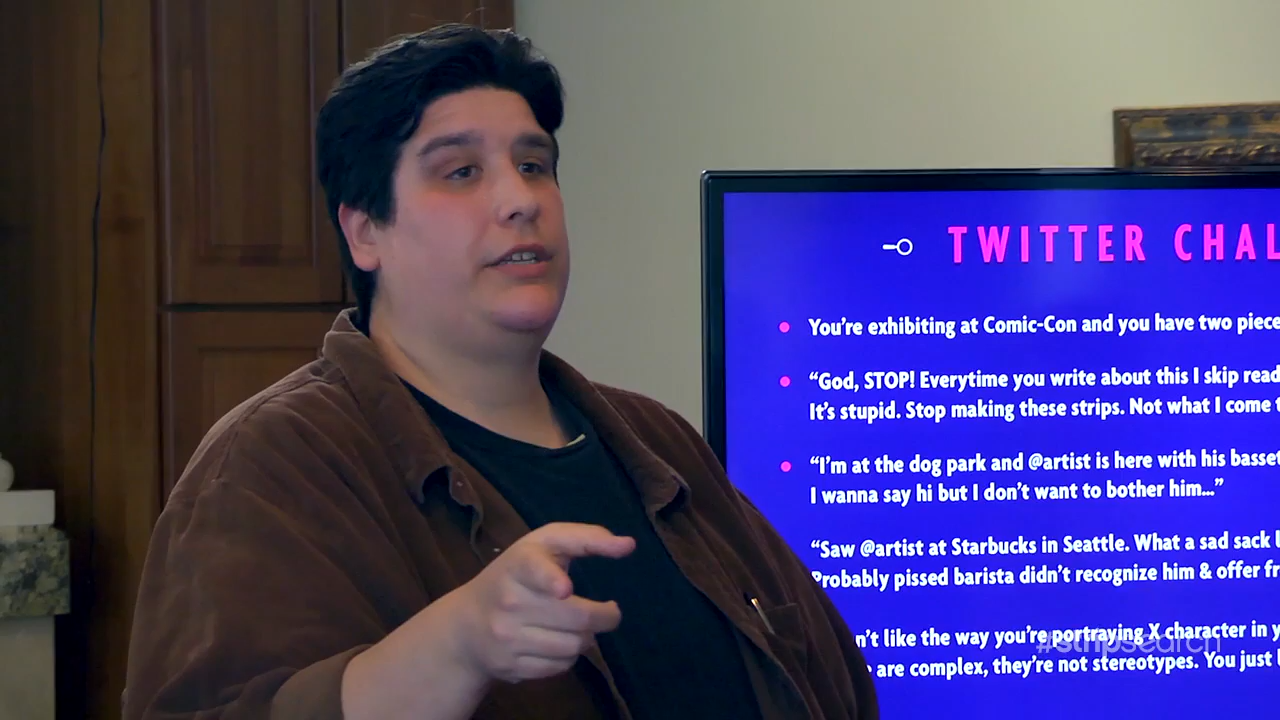 TWITTER CHAL
You're exhibiting at Comic-Con and you have two piece
"God, STOP! Everytime you write about this I skip read
It's stupid. Stop making these strips. Not what I come t
"I'm at the dog park and @artist is here with his basset
I wanna say hi but I don't want to bother him..."
"Saw @artist at Starbucks in Seattle. What a sad sack l
Probably pissed barista didn't recognize him & offer fr
n't like the way you're portraying X character in y
are complex, they're not stereotypes. You just
#stripsearch